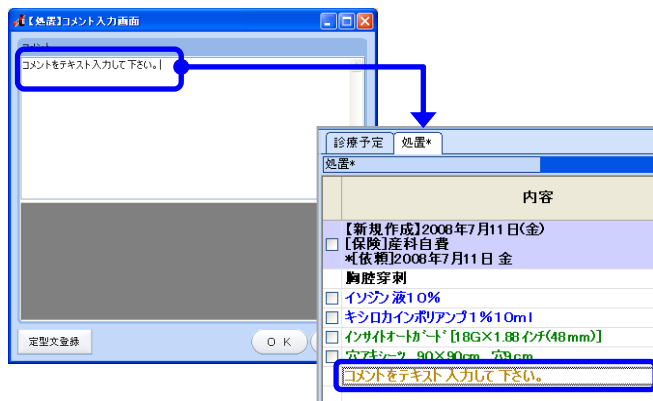 【処置】コメント入力画面
コメント
コメントをテキスト入力して下さい。
定型文登録
ＯＫ
診療予定
処置*
処置*
内容
【新規作成】2008年7月11日(金)
[保険]産科自費
*[依頼]2008年7月11日 金
胸腔穿刺
イソジン液１０％
キシロカインポリアンプ１％１０ｍｌ
インサイトオートガード[18G×1.88インチ(48mm)]
穴アキシーツ 90×90cm 穴9cm
コメントをテキスト入力して下さい。